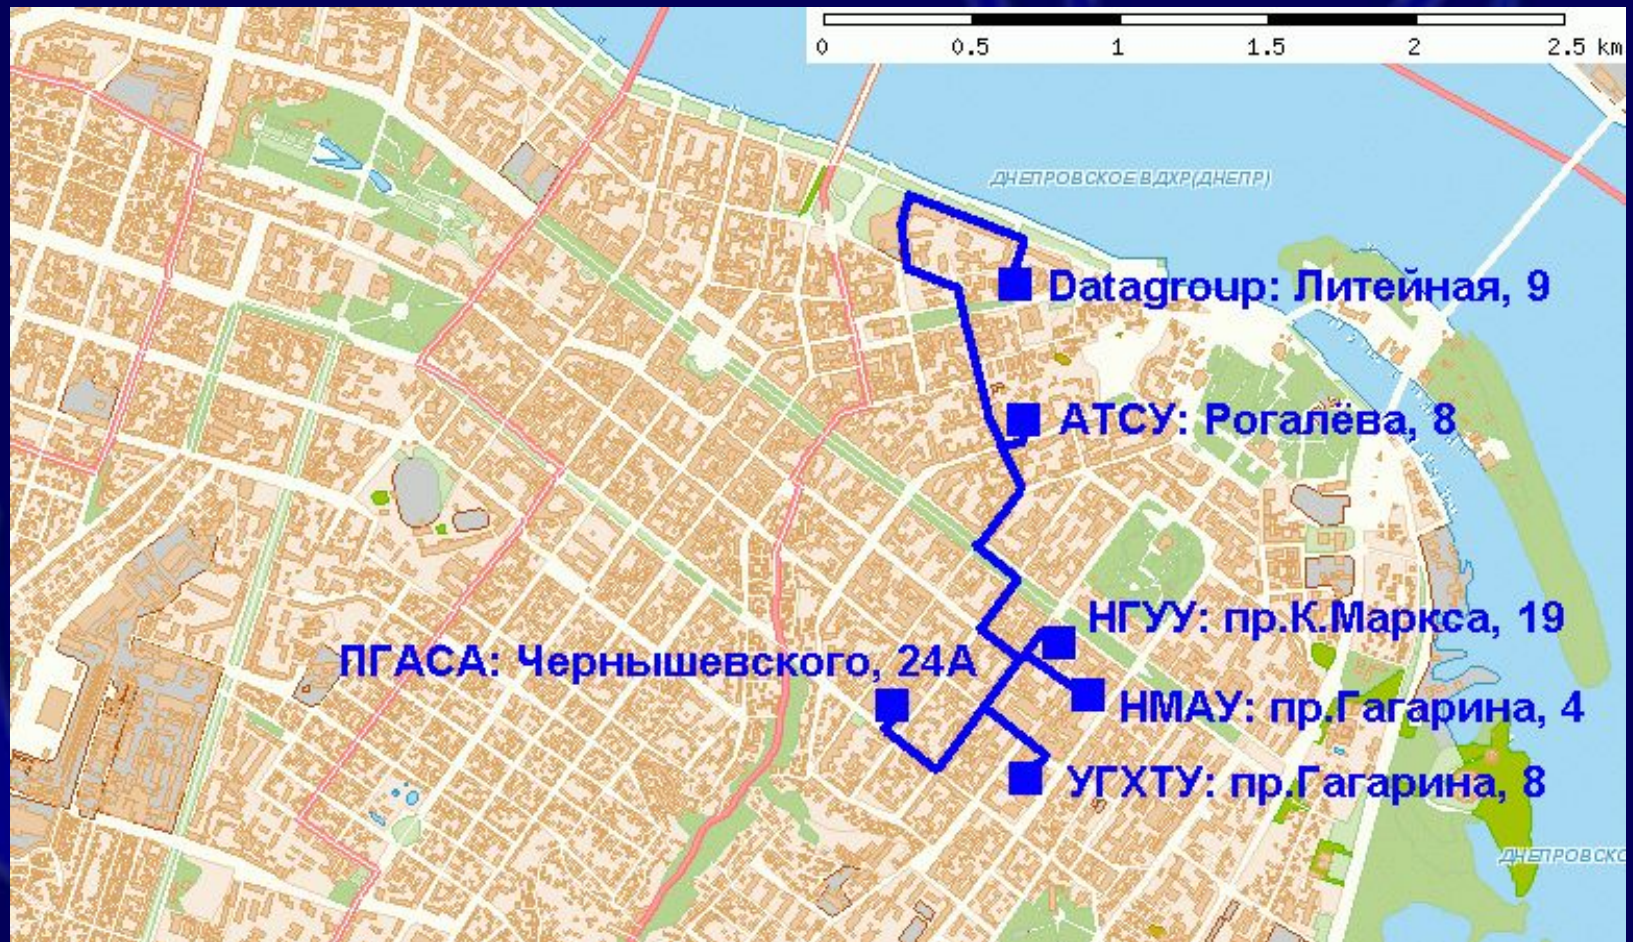 0 0.5 1 1.5 2 2.5 km
ДНЕПРОВСКОЕ ВДХР(ДНЕПР)
Datagroup: Литейная, 9
АТСУ: Рогалёва, 8
НГУУ: пр.К.Маркса, 19
ПГАСА: Чернышевского, 24А
НМАУ: пр.Гагарина, 4
УГХТУ: пр.Гагарина, 8
ДНЕПРОВСКО